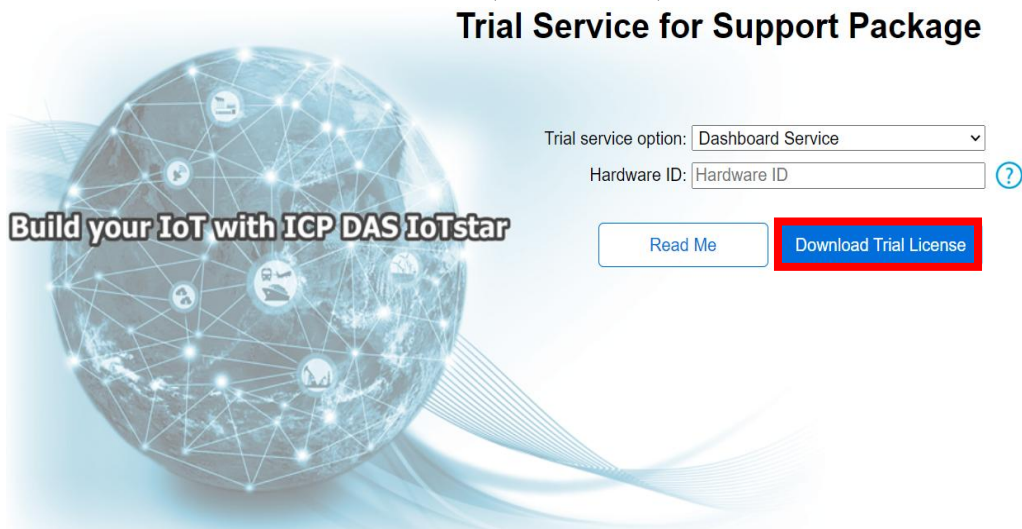 Trial Service for Support Package
Trial service option: Dashboard Service
Hardware ID: Hardware ID
?
Build your IoT with ICP DAS IoTstar
Read Me
Download Trial License